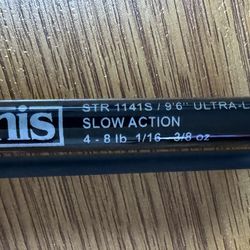 nis
STR 1141S / 9'6" ULTRA-L
SLOW ACTION
4 - 8 lb 1/16 - 3/8 oz